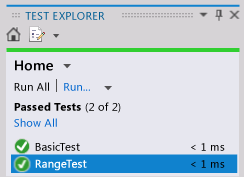 TEST EXPLORER
Home
Run All | Run...
Passed Tests (2 of 2)
Show All
BasicTest < 1 ms
RangeTest < 1 ms